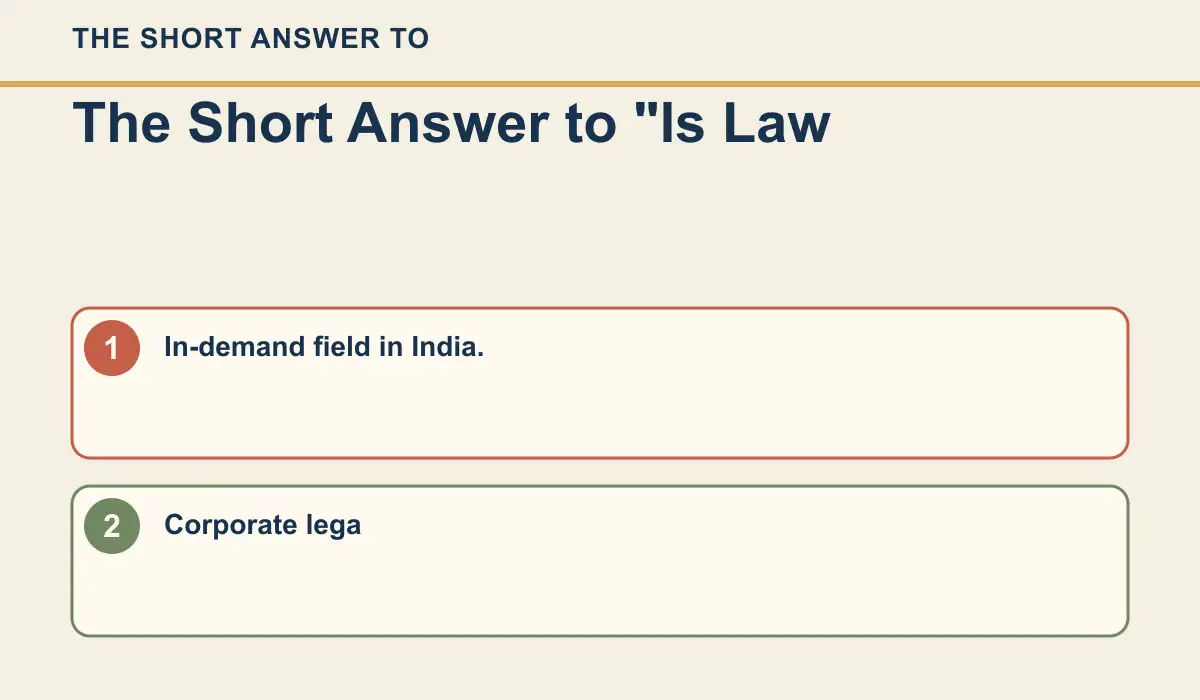 THE SHORT ANSWER TO
The Short Answer to "Is Law
1
In-demand field in India.
2
Corporate lega